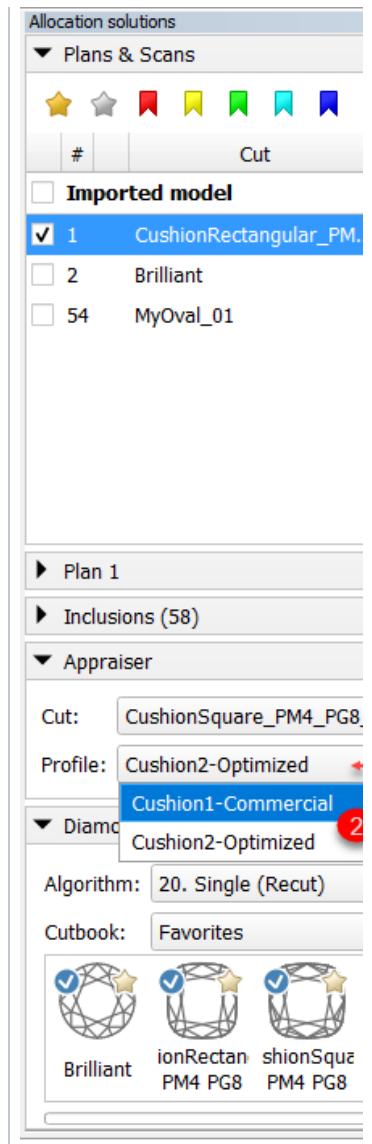 Allocation solutions
Plans & Scans
# Cut
Imported model
1 CushionRectangular_PM.
2 Brilliant
54 MyOval_01
Plan 1
Inclusions (58)
Appraiser
Cut: CushionSquare_PM4_PG8_
Profile: Cushion2-Optimized
Cushion1-Commercial
2
Diamo
Cushion2-Optimized
Algorithm: 20. Single (Recut)
Cutbook: Favorites
Brilliant
ionRectan
PM4 PG8
shionSqua
PM4 PG8